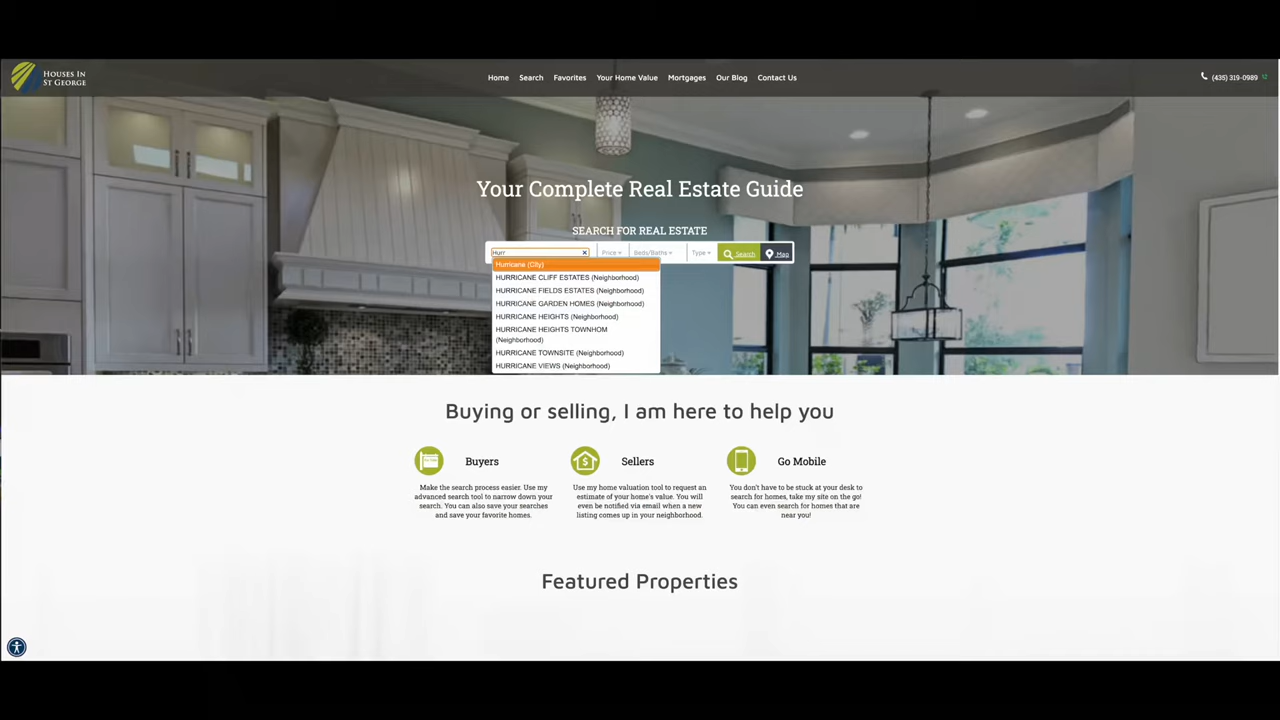 HOUSES IN
ST GEORGE
Home Search Favorites Your Home Value Mortgages Our Blog Contact Us
(435) 319-0989
Your Complete Real Estate Guide
SEARCH FOR REAL ESTATE
Hurr Price Beds/Baths Type Search Map
Hurricane (City)
HURRICANE CLIFF ESTATES (Neighborhood)
HURRICANE FIELDS ESTATES (Neighborhood)
HURRICANE GARDEN HOMES (Neighborhood)
HURRICANE HEIGHTS (Neighborhood)
HURRICANE HEIGHTS TOWNHOM
(Neighborhood)
HURRICANE TOWNSITE (Neighborhood)
HURRICANE VIEWS (Neighborhood)
Buying or selling, I am here to help you
Buyers
Make the search process easier. Use my
advanced search tool to narrow down your
search. You can also save your searches
and save your favorite homes.
Sellers
Use my home valuation tool to request an
estimate of your home's value. You will
even be notified via email when a new
listing comes up in your neighborhood.
Go Mobile
You don't have to be stuck at your desk to
search for homes, take my site on the go!
You can even search for homes that are
near you!
Featured Properties